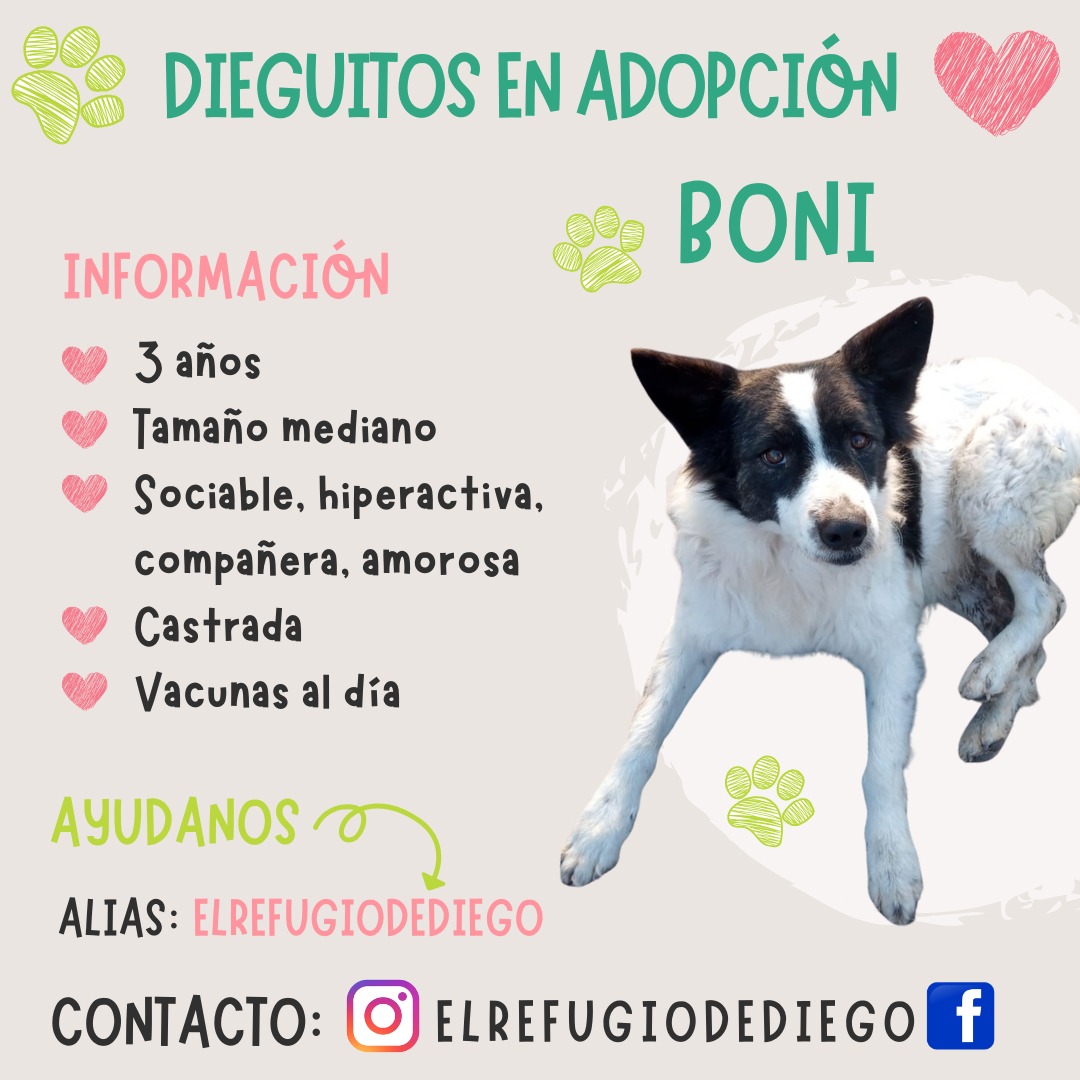 DIEGUITOS EN ADOPCIÓN
BONI
INFORMACIÓN
3 años
Tamaño mediano
Sociable, hiperactiva,
compañera, amorosa
Castrada
Vacunas al día
AYUDANOS
ALIAS: ELREFUGIODEDIEGO
CONTACTO: ELREFUGIODEDIEGO